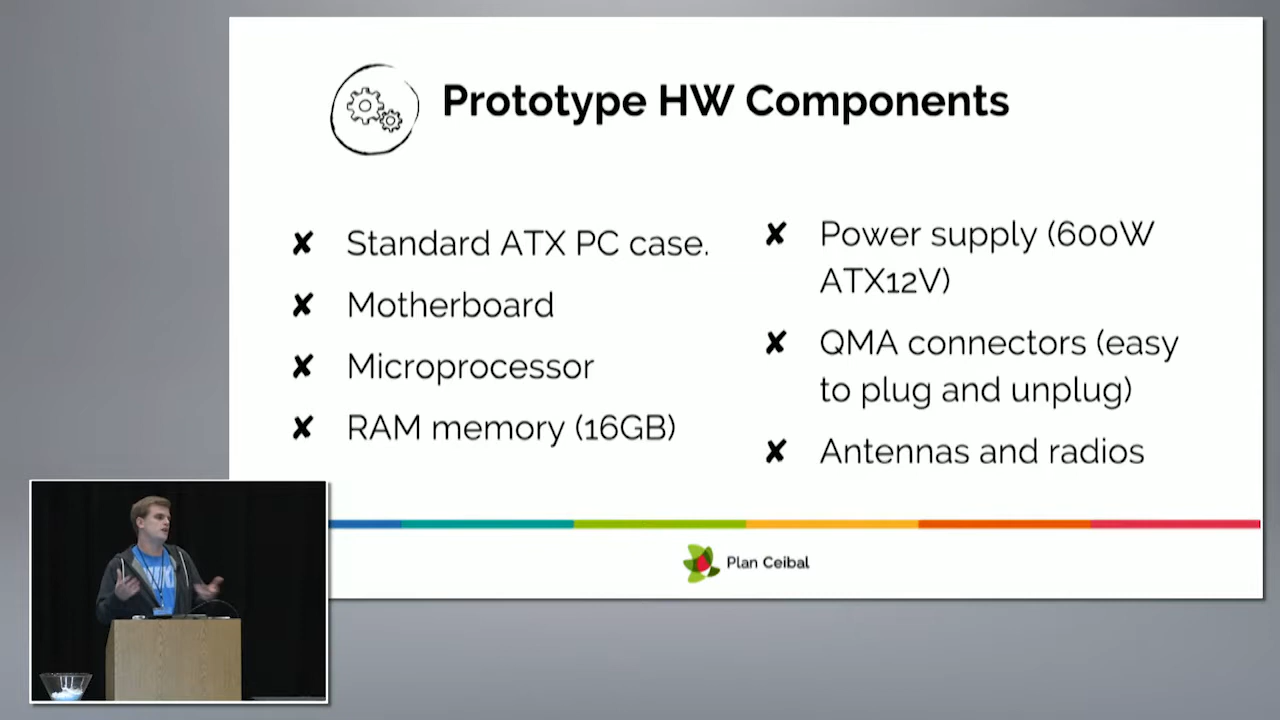 Prototype HW Components
✘ Standard ATX PC case.
✘ Motherboard
✘ Microprocessor
✘ RAM memory (16GB)
✘ Power supply (600W
ATX12V)
✘ QMA connectors (easy
to plug and unplug)
✘ Antennas and radios
Plan Ceibal